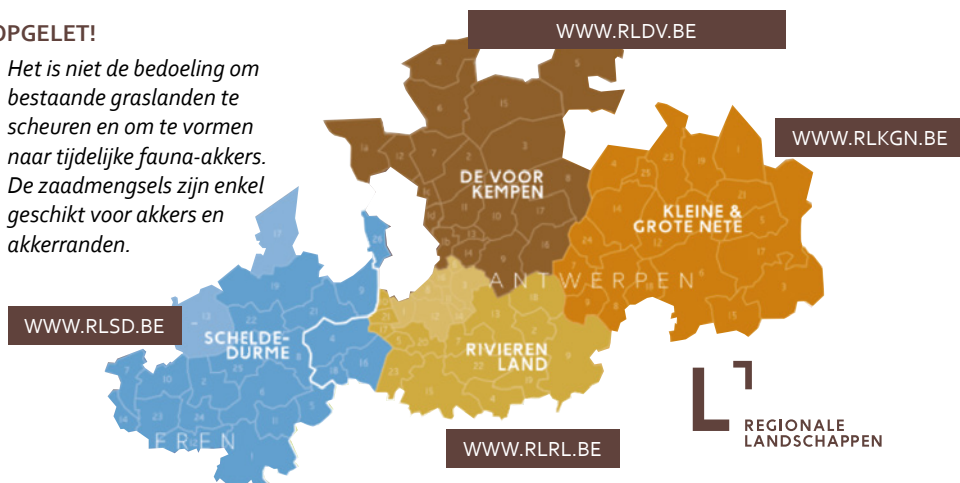 OPGELET!
Het is niet de bedoeling om
bestaande graslanden te
scheuren en om te vormen
naar tijdelijke fauna-akkers.
De zaadmengsels zijn enkel
geschikt voor akkers en
akkerranden.
WWW.RLDV.BE
WWW.RLKGN.BE
DE VOOR
KEMPEN
KLEINE &
GROTE NETE
ANTWERPEN
WWW.RLSD.BE
SCHELDE-
DURME
RIVIEREN
LAND
EREN
WWW.RLRL.BE
REGIONALE
LANDSCHAPPEN